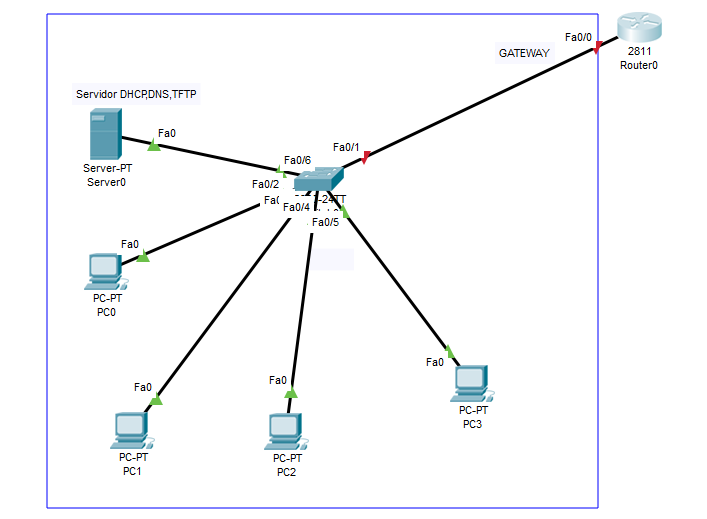 Fa0/0
2811
Router0
GATEWAY
Servidor DHCP,DNS,TFTP
Fa0
Server-PT
Server0
Fa0/1
Fa0/6
Fa0/2
Fa0/4
Fa0/5
Fa0
PC-PT
PC0
Fa0
PC-PT
PC1
Fa0
PC-PT
PC2
Fa0
PC-PT
PC3